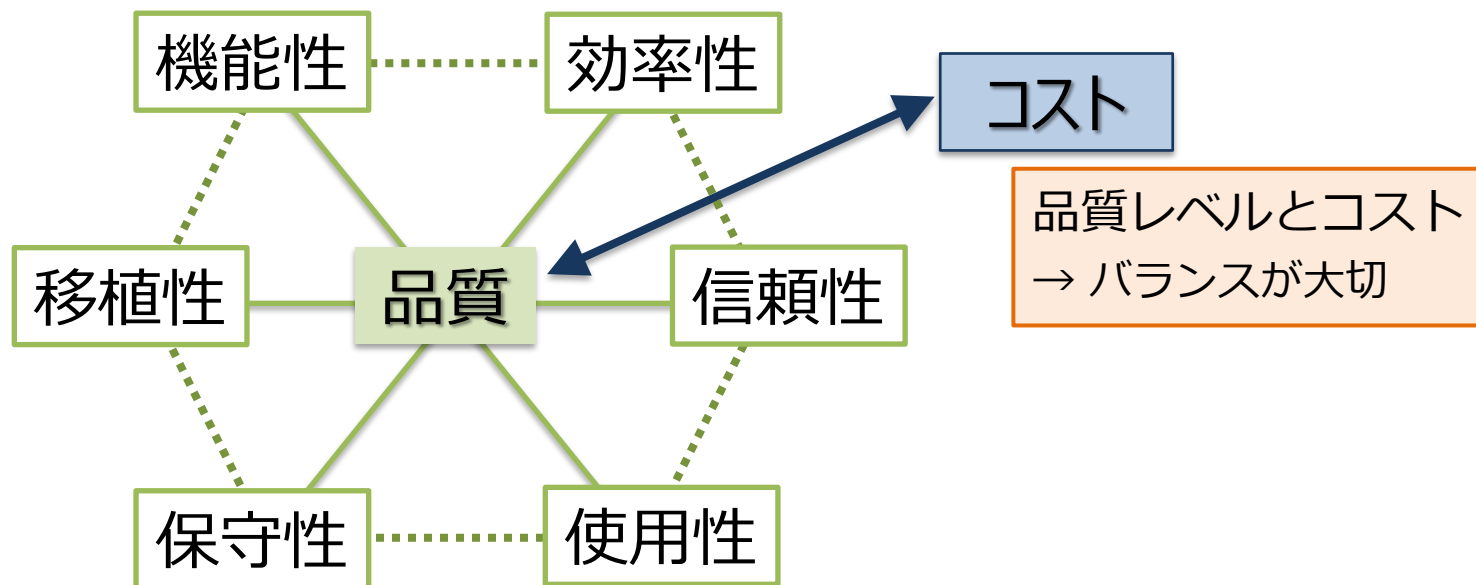 機能性
効率性
コスト
品質レベルとコスト
→ バランスが大切
移植性
品質
信頼性
保守性
使用性